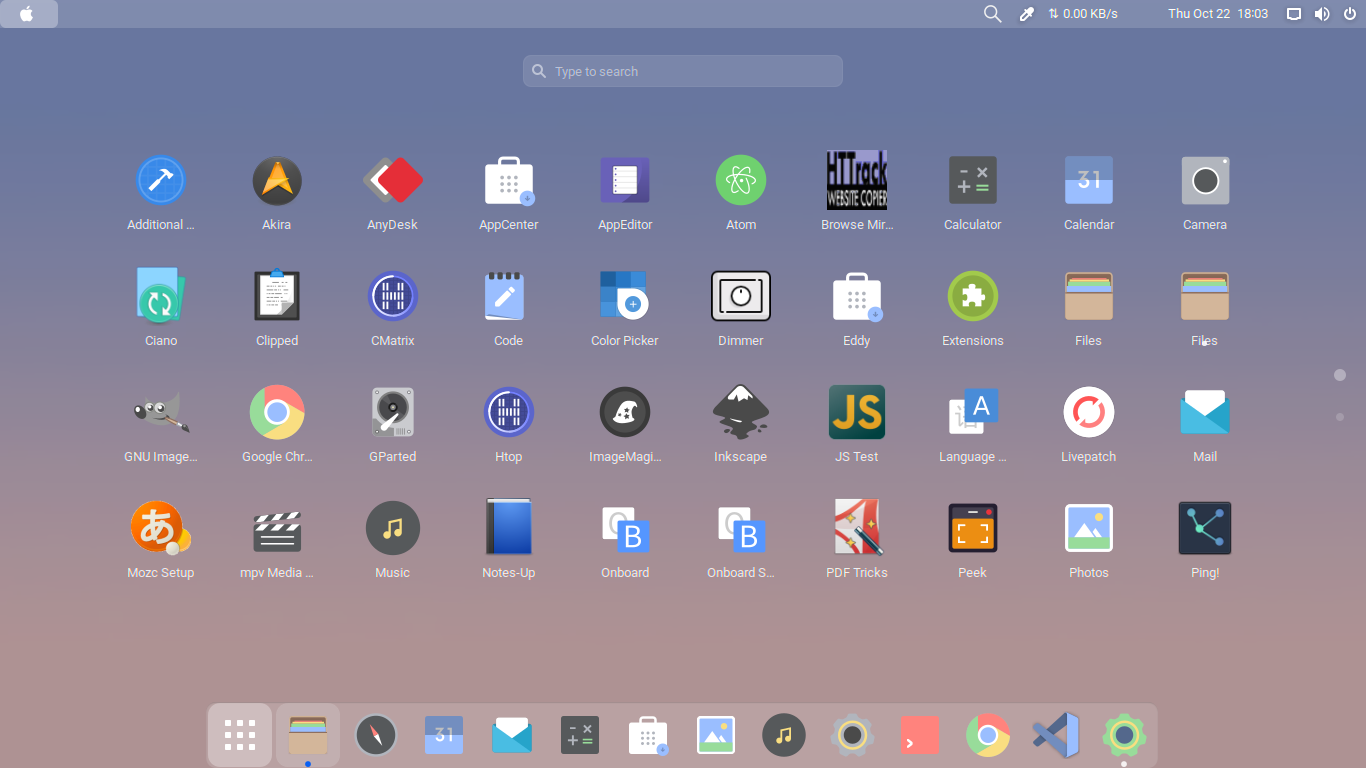 0.00 KB/s
Thu Oct 22 18:03
Type to search
Additional ...
Akira
AnyDesk
AppCenter
AppEditor
Atom
HTTrack
WEBSITE COPIER
Browse Mir...
Calculator
31
Calendar
Camera
Ciano
Clipped
CMatrix
Code
Color Picker
Dimmer
Eddy
Extensions
Files
Files
GNU Image...
Google Chr...
GParted
Htop
ImageMagi...
Inkscape
JS
JS Test
A
语
Language ...
Livepatch
Mail
あ
Mozc Setup
mpv Media ...
Music
Notes-Up
B
Onboard
B
Onboard S...
PDF Tricks
Peek
Photos
Ping!
31